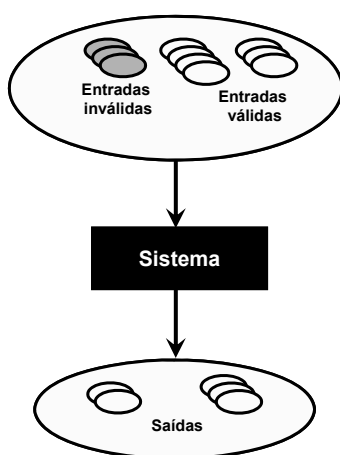 Entradas
inválidas
Entradas
válidas
Sistema
Saídas